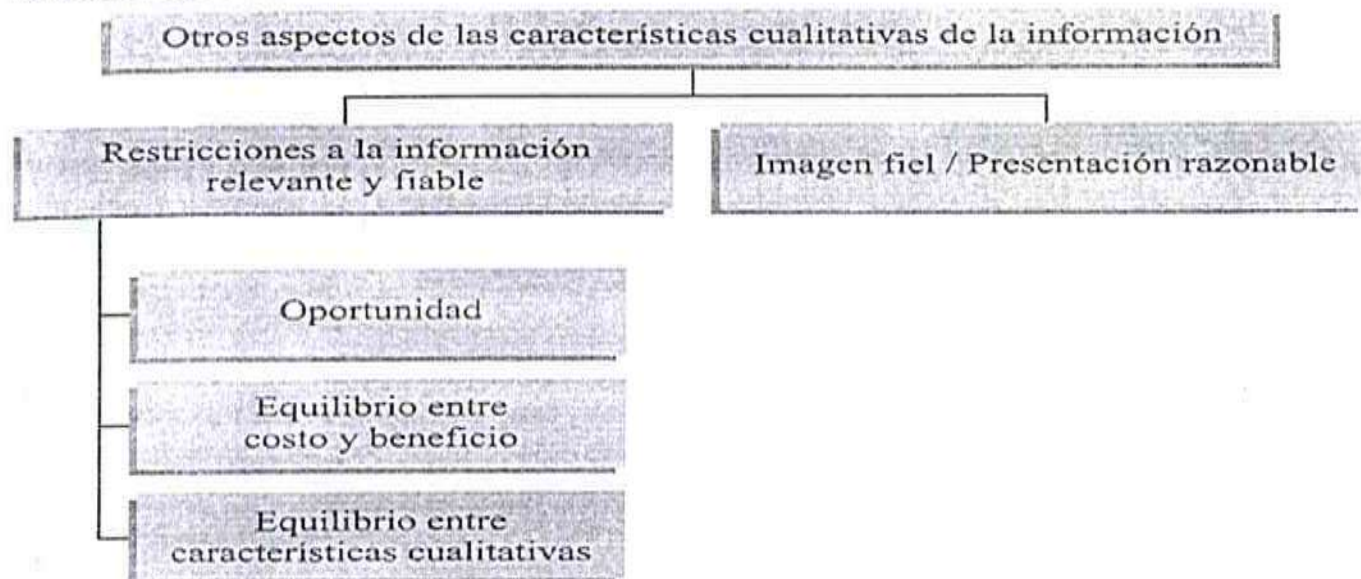 Otros aspectos de las características cualitativas de la información
Restricciones a la información
relevante y fiable
Imagen fiel / Presentación razonable
Oportunidad
Equilibrio entre
costo y beneficio
Equilibrio entre
características cualitativas